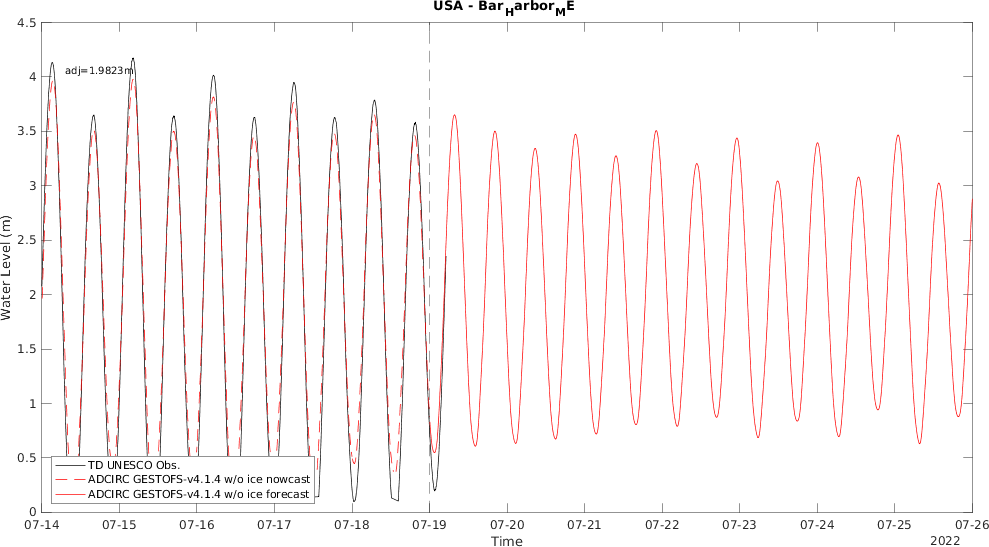 USA - Bar_Harbor_ME
4.5
4
3.5
3
2.5
2
1.5
1
0.5
0
Water Level (m)
adj=1.9823m
TD UNESCO Obs.
ADCIRC GESTOFS-v4.1.4 w/o ice nowcast
ADCIRC GESTOFS-v4.1.4 w/o ice forecast
07-14 07-15 07-16 07-17 07-18 07-19 07-20 07-21 07-22 07-23 07-24 07-25 07-26
Time
2022